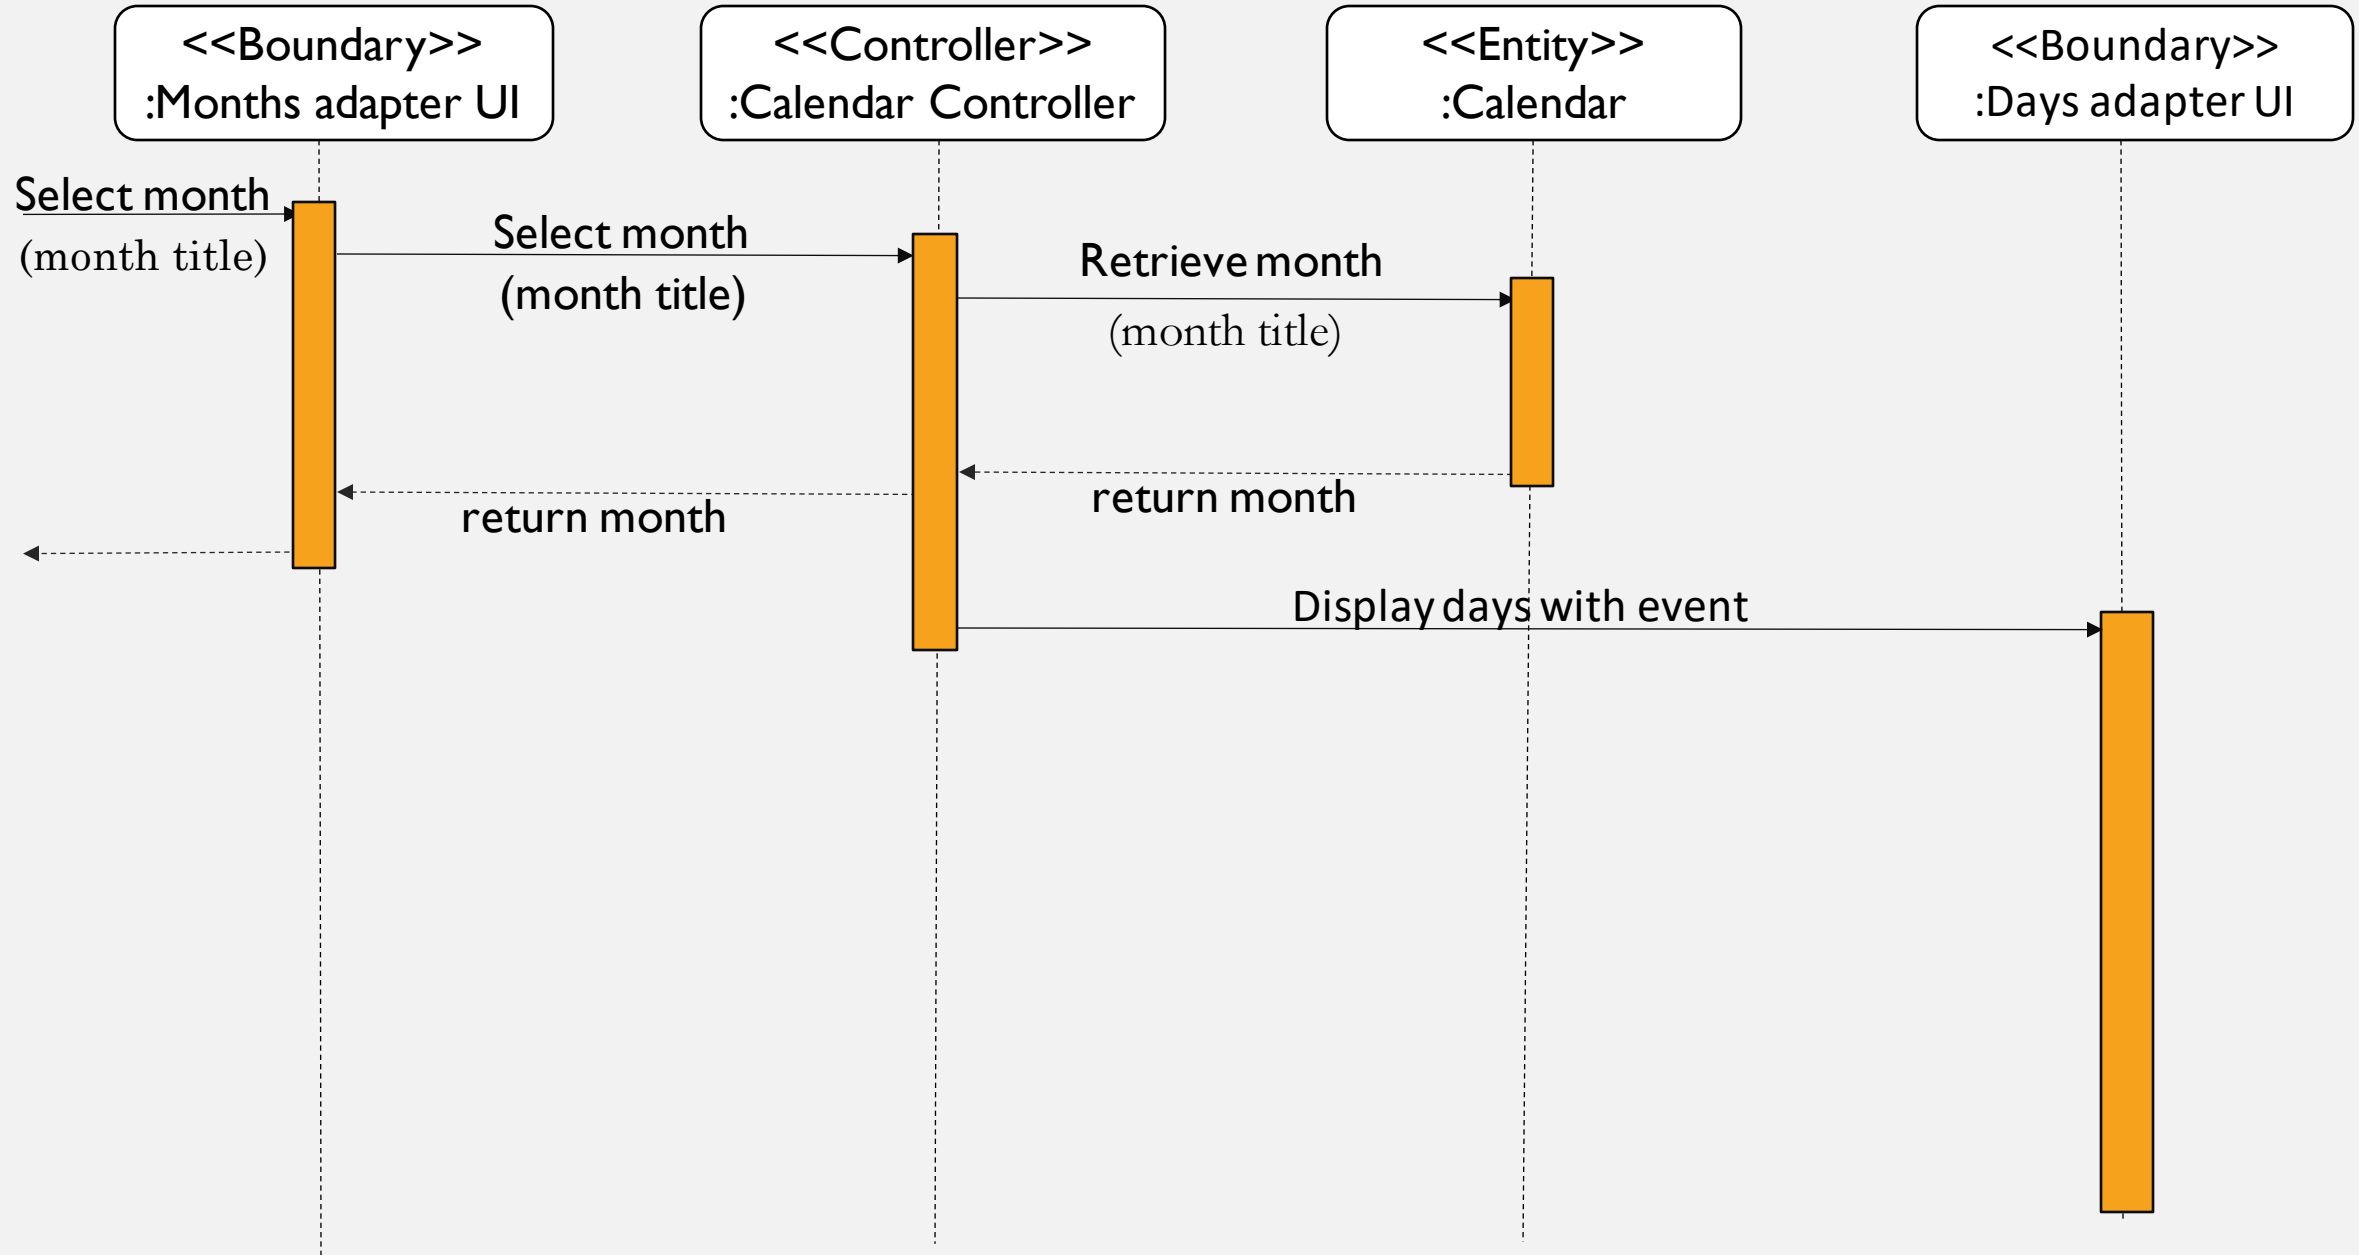 <<Boundary>>
:Months adapter UI
<<Controller>>
:Calendar Controller
<<Entity>>
:Calendar
<<Boundary>>
:Days adapter UI
Select month
(month title)
Select month
(month title)
Retrieve month
(month title)
return month
return month
Display days with event